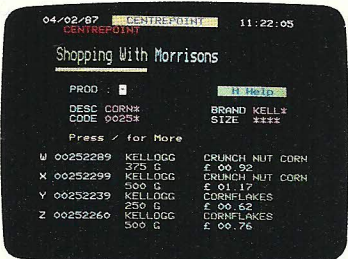 04/02/87 CENTREPOINT 11:22:05
CENTREPOINT
Shopping With Morrisons
PROD : H Help
DESC CORN* BRAND KELL*
CODE 0025* SIZE ****
Press / for More
W 00252289 KELLOGG CRUNCH NUT CORN
375 G £ 00.92
X 00252299 KELLOGG CRUNCH NUT CORN
500 G £ 01.17
Y 00252239 KELLOGG CORNFLAKES
250 G £ 00.62
Z 00252260 KELLOGG CORNFLAKES
500 G £ 00.76